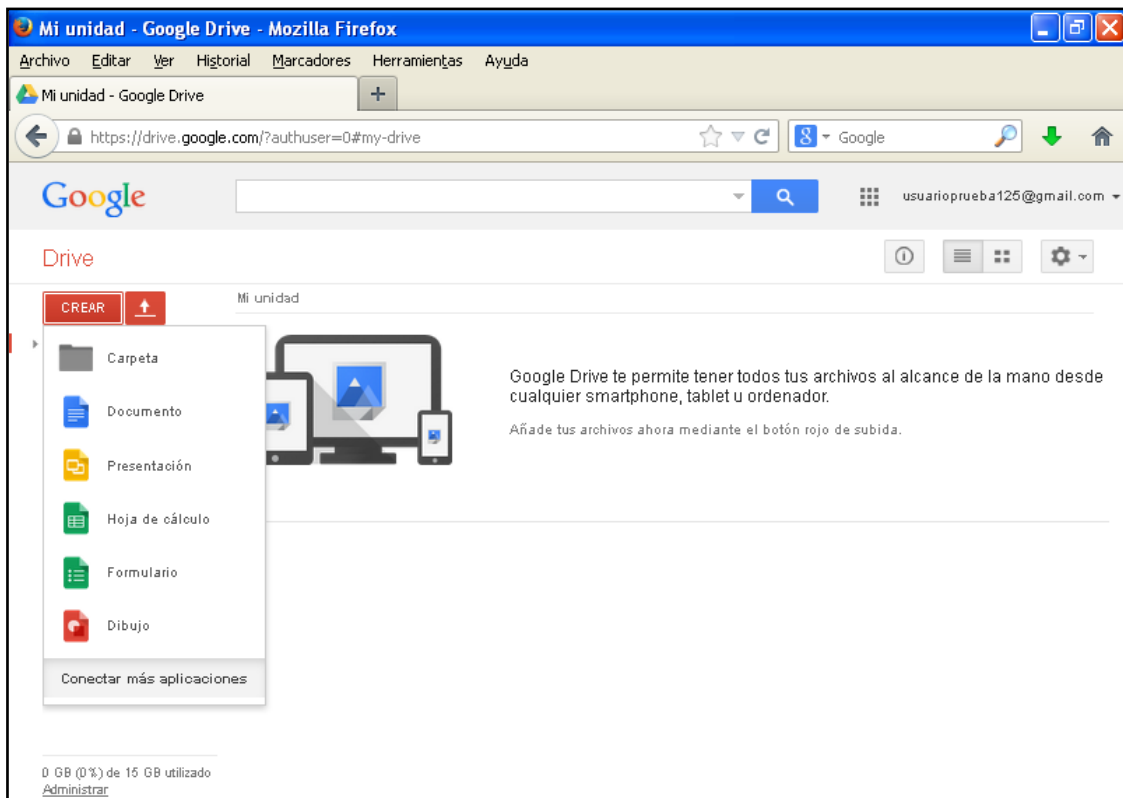 Mi unidad - Google Drive - Mozilla Firefox
Archivo Editar Ver Historial Marcadores Herramientas Ayuda
Mi unidad - Google Drive +
https://drive.google.com/?authuser=0#my-drive 8 Google
Google usuarioprueba125@gmail.com
Drive
CREAR Mi unidad
Carpeta
Documento
Presentación
Hoja de cálculo
Formulario
Dibujo
Conectar más aplicaciones
Google Drive te permite tener todos tus archivos al alcance de la mano desde
cualquier smartphone, tablet u ordenador.
Añade tus archivos ahora mediante el botón rojo de subida.
0 GB (0%) de 15 GB utilizado
Administrar